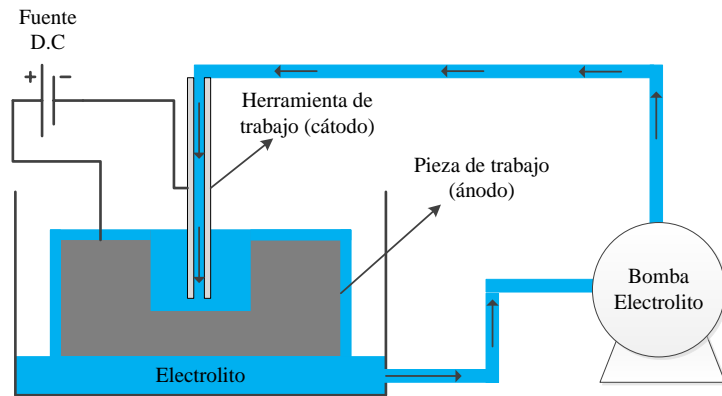 Fuente
D.C
+ −
Herramienta de
trabajo (cátodo)
Pieza de trabajo
(ánodo)
Bomba
Electrolito
Electrolito